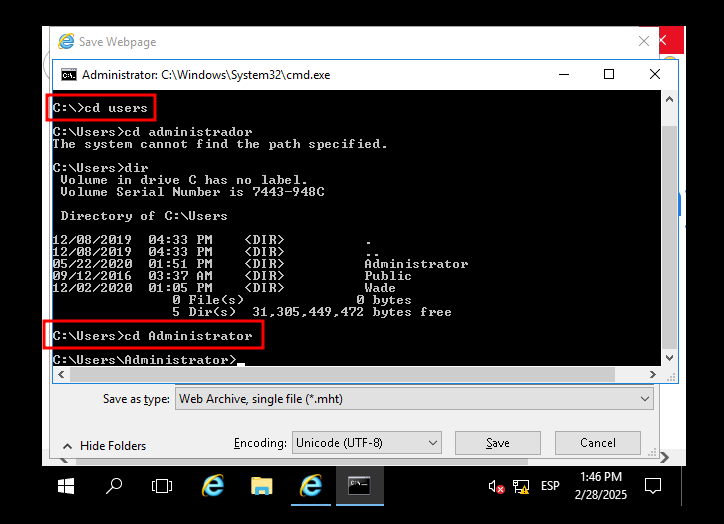 Save Webpage
Administrator: C:\Windows\System32\cmd.exe
C:\>cd users
C:\Users>cd administrador
The system cannot find the path specified.
C:\Users>dir
Volume in drive C has no label.
Volume Serial Number is 7443-948C
Directory of C:\Users
12/08/2019 04:33 PM <DIR> .
12/08/2019 04:33 PM <DIR> ..
05/22/2020 01:51 PM <DIR> Administrator
09/12/2016 03:37 AM <DIR> Public
12/02/2020 01:05 PM <DIR> Wade
0 File(s) 0 bytes
5 Dir(s) 31,305,449,472 bytes free
C:\Users>cd Administrator
C:\Users\Administrator>_
Save as type: Web Archive, single file (*.mht)
Hide Folders Encoding: Unicode (UTF-8) Save Cancel
ESP 1:46 PM
2/28/2025